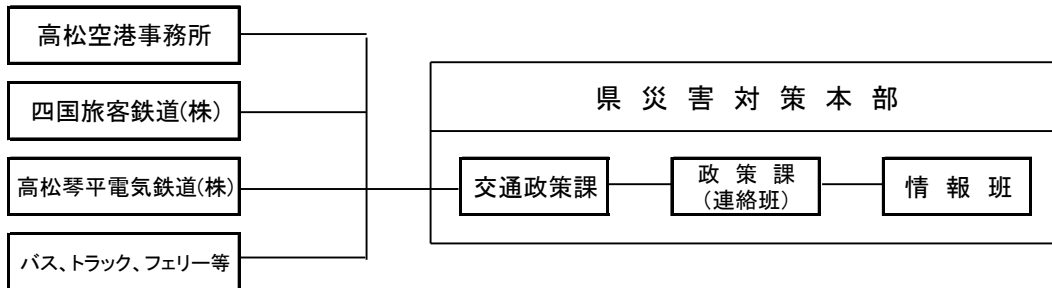 高松空港事務所
四国旅客鉄道(株)
高松琴平電気鉄道(株)
バス、トラック、フェリー等
県災害対策本部
交通政策課
政策課
(連絡班)
情報班